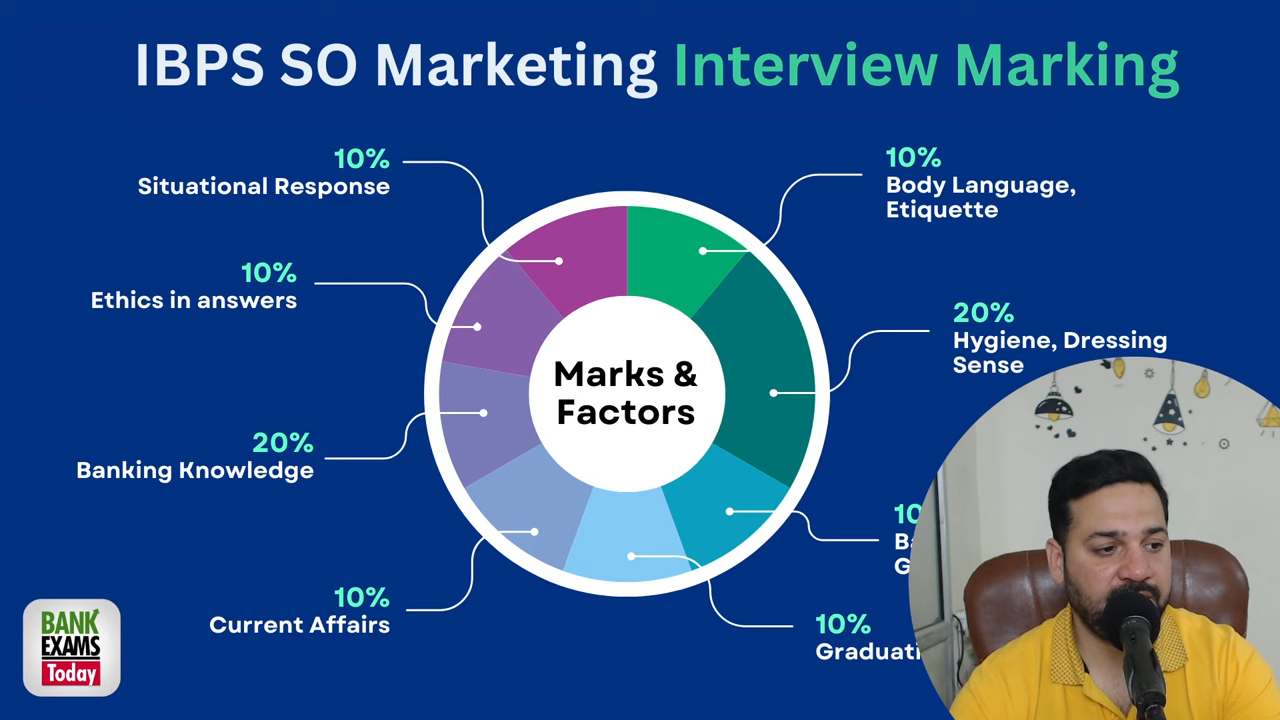 IBPS SO Marketing Interview Marking
10%
Situational Response
10%
Ethics in answers
20%
Banking Knowledge
10%
Current Affairs
Marks &
Factors
10%
Body Language,
Etiquette
20%
Hygiene, Dressing
Sense
10%
BANK
EXAMS
Today